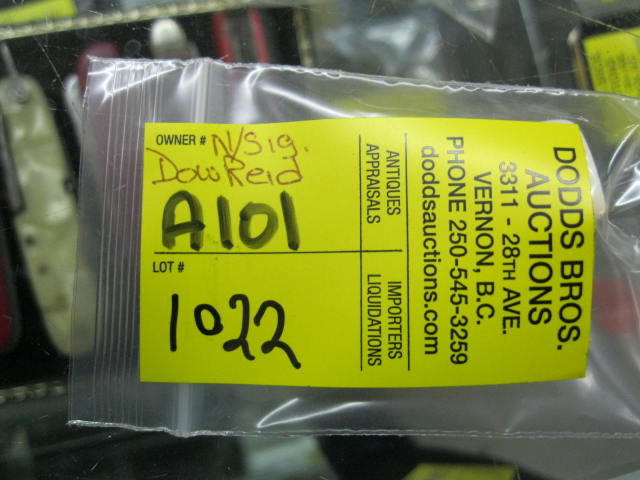 OWNER # N/Sig.
Dow Reid
A101
LOT #
1022
ANTIQUES
APPRAISALS
IMPORTERS
LIQUIDATIONS
DODDS BROS.
AUCTIONS
3311 - 28TH AVE.
VERNON, B.C.
PHONE 250-545-3259
doddsauctions.com